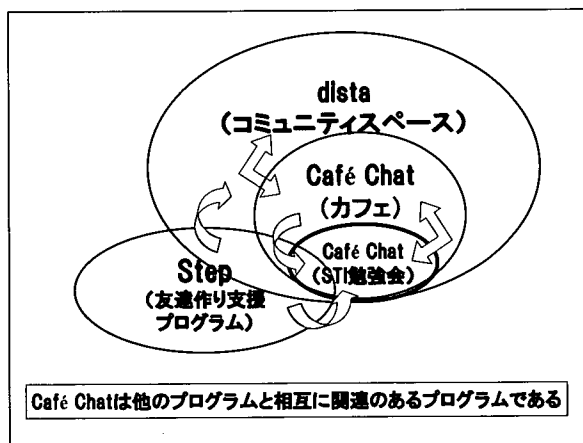 dista
（コミュニティスペース）
Café Chat
（カフェ）
Café Chat
（STI勉強会）
Step
（友達作り支援
プログラム）
Café Chatは他のプログラムと相互に関連のあるプログラムである